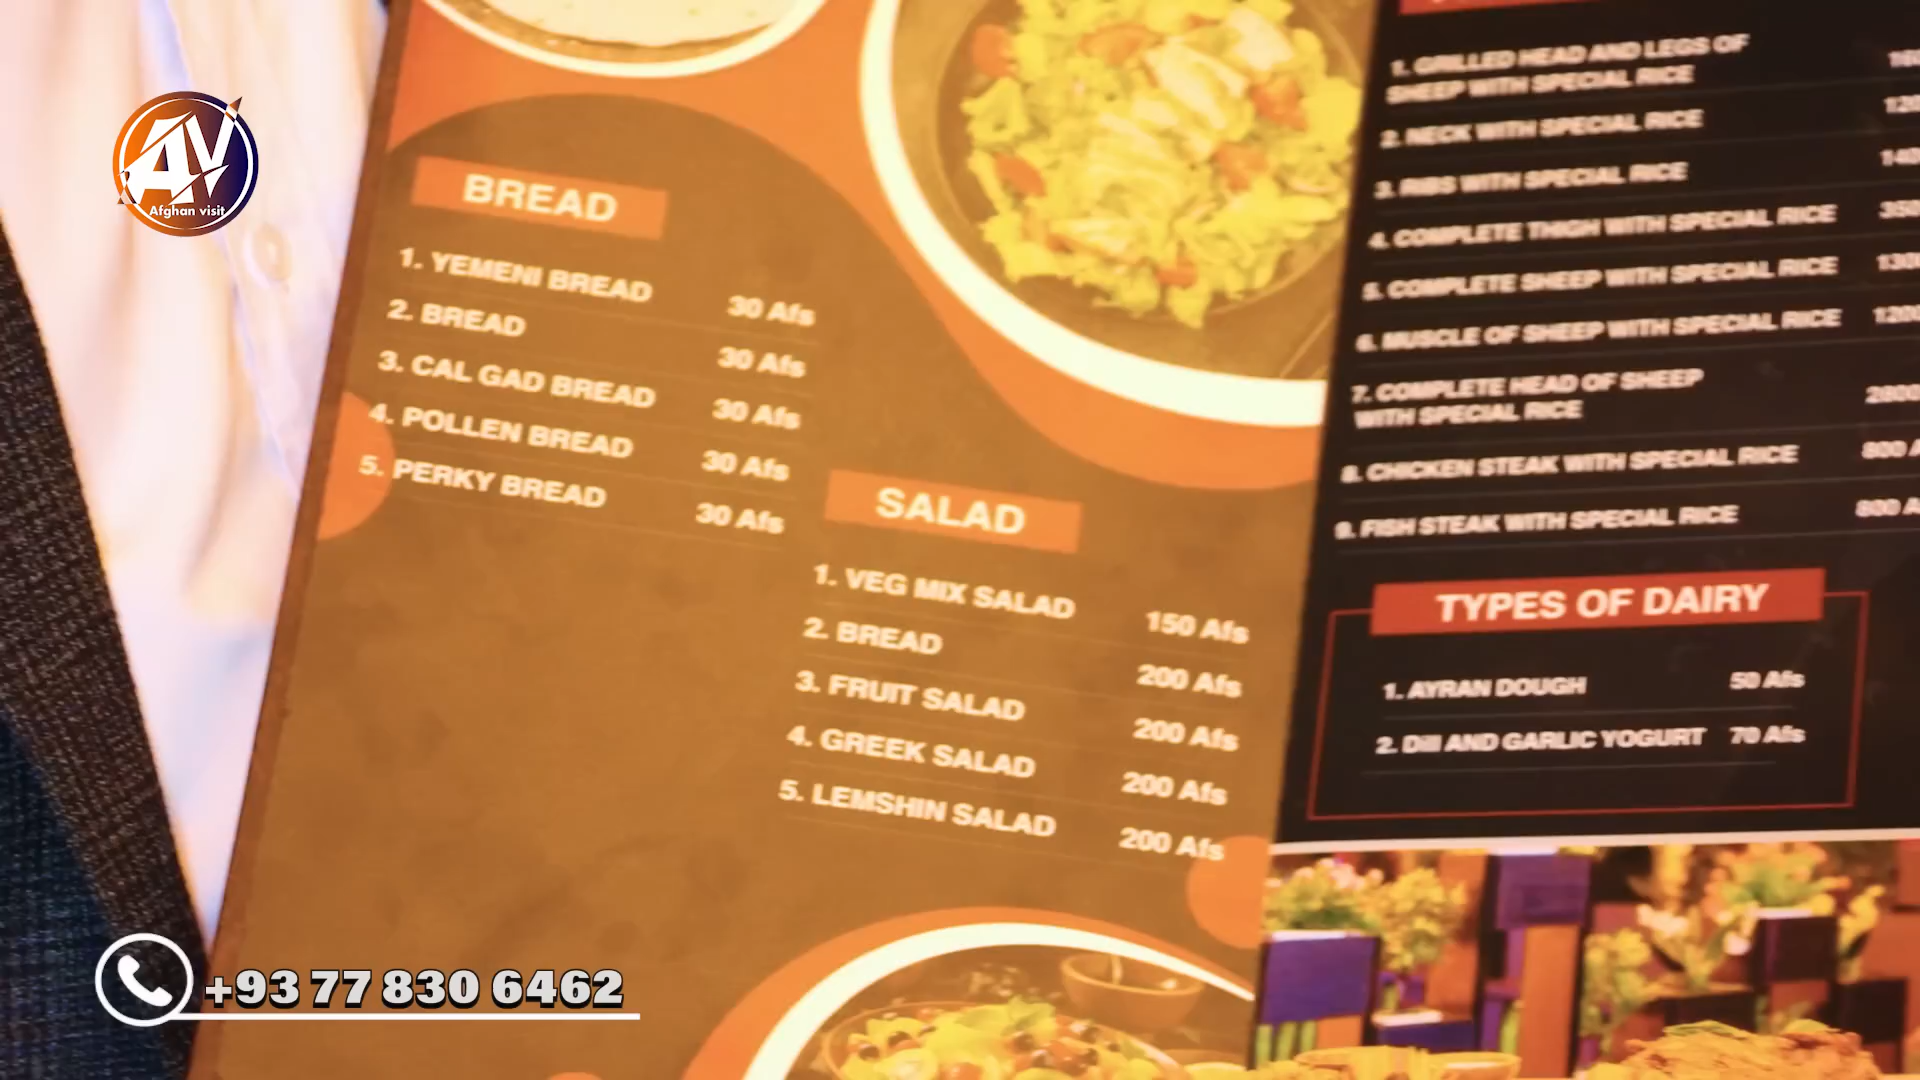 AV
Afghan visit
BREAD
1. YEMENI BREAD 30 Afs
2. BREAD 30 Afs
3. CAL GAD BREAD 30 Afs
4. POLLEN BREAD 30 Afs
5. PERKY BREAD 30 Afs
SALAD
1. VEG MIX SALAD 150 Afs
2. BREAD 200 Afs
3. FRUIT SALAD 200 Afs
4. GREEK SALAD 200 Afs
5. LEMSHIN SALAD 200 Afs
1. GRILLED HEAD AND LEGS OF
SHEEP WITH SPECIAL RICE
2. NECK WITH SPECIAL RICE
3. RIBS WITH SPECIAL RICE
4. COMPLETE THIGH WITH SPECIAL RICE
5. COMPLETE SHEEP WITH SPECIAL RICE
6. MUSCLE OF SHEEP WITH SPECIAL RICE
7. COMPLETE HEAD OF SHEEP
WITH SPECIAL RICE
8. CHICKEN STEAK WITH SPECIAL RICE 800 A
9. FISH STEAK WITH SPECIAL RICE 800 A
TYPES OF DAIRY
1. AYRAN DOUGH 50 Afs
2. Dill AND GARLIC YOGURT 70 Afs
+93 77 830 6462